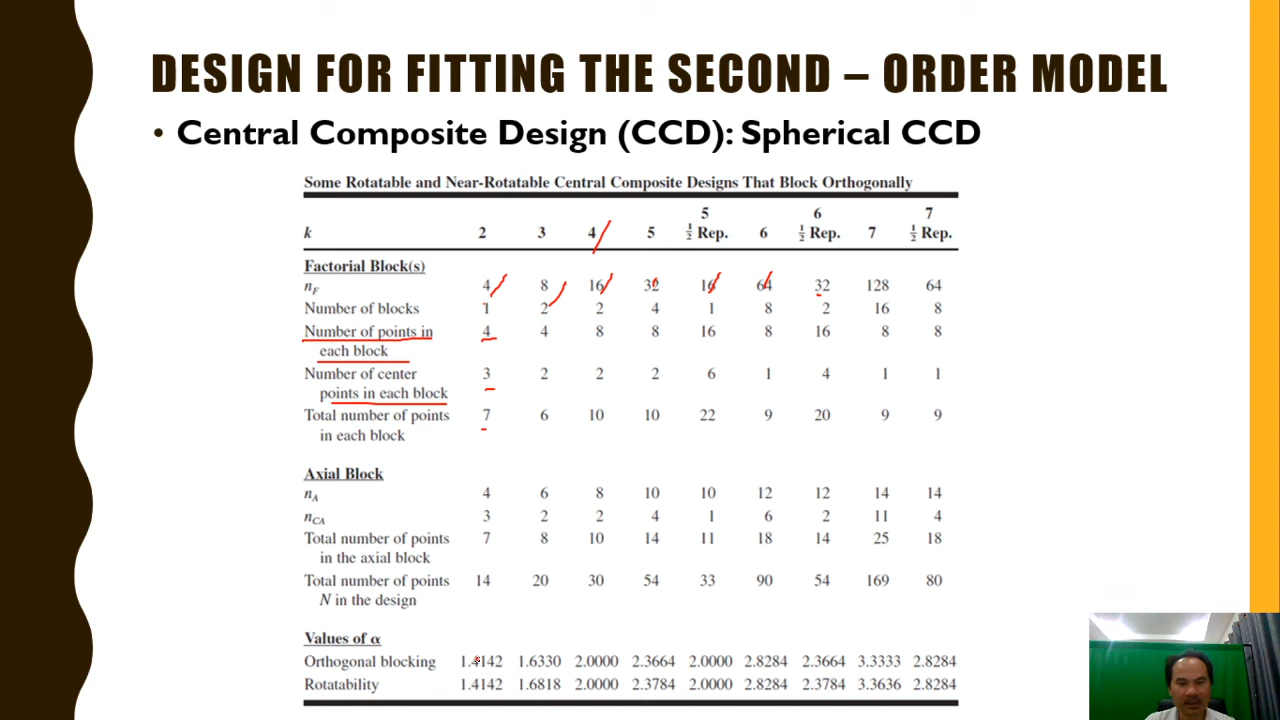 DESIGN FOR FITTING THE SECOND – ORDER MODEL
• Central Composite Design (CCD): Spherical CCD
Some Rotatable and Near-Rotatable Central Composite Designs That Block Orthogonally
k 2 3 4 5 5 ½ Rep. 6 6 ½ Rep. 7 7 ½ Rep.
Factorial Block(s)
nF 4 8 16 32 16 64 32 128 64
Number of blocks 1 2 2 4 1 8 2 16 8
Number of points in each block 4 4 8 8 16 8 16 8 8
Number of center points in each block 3 2 2 2 6 1 4 1 1
Total number of points in each block 7 6 10 10 22 9 20 9 9
Axial Block
nA 4 6 8 10 10 12 12 14 14
nCA 3 2 2 4 1 6 2 11 4
Total number of points in the axial block 7 8 10 14 11 18 14 25 18
Total number of points N in the design 14 20 30 54 33 90 54 169 80
Values of α
Orthogonal blocking 1.4142 1.6330 2.0000 2.3664 2.0000 2.8284 2.3664 3.3333 2.8284
Rotatability 1.4142 1.6818 2.0000 2.3784 2.0000 2.8284 2.3784 3.3636 2.8284